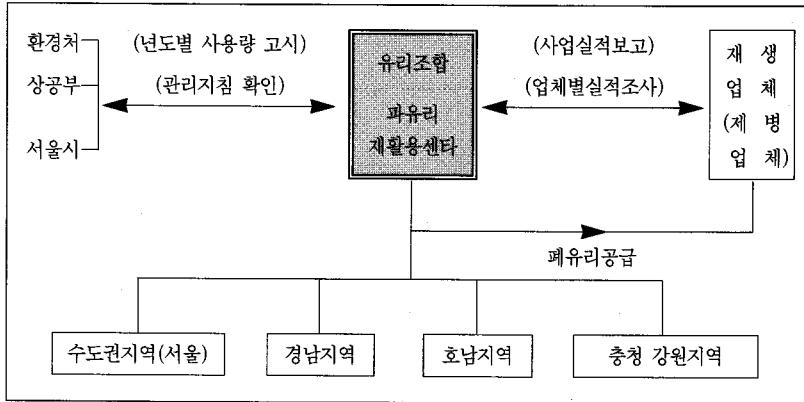 환경처
상공부
서울시
(년도별 사용량 고시)
(관리지침 확인)
유리조합
파유리
재활용센타
(사업실적보고)
(업체별실적조사)
재 생
업 체
(제 병
업 체)
폐유리공급
수도권지역(서울)
경남지역
호남지역
충청 강원지역